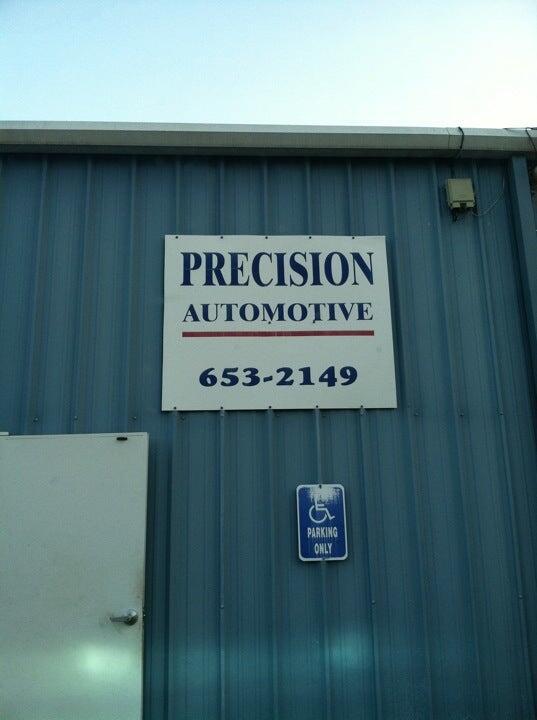 PRECISION
AUTOMOTIVE
653-2149
PARKING
ONLY